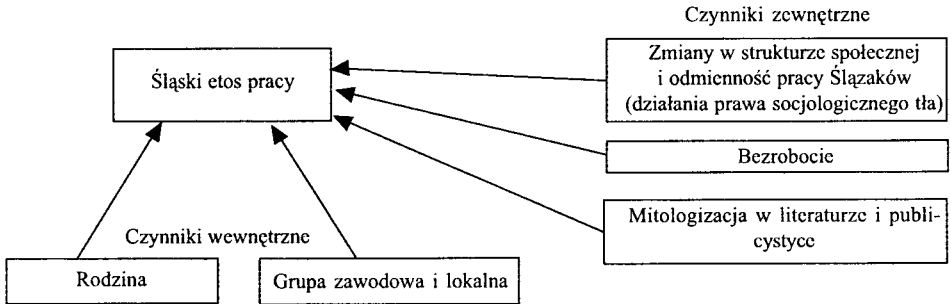 Czynniki zewnętrzne
Zmiany w strukturze społecznej
i odmienność pracy Ślązaków
(działania prawa socjologicznego tła)
Śląski etos pracy
Bezrobocie
Mitologizacja w literaturze i publi-
cystyce
Czynniki wewnętrzne
Rodzina
Grupa zawodowa i lokalna